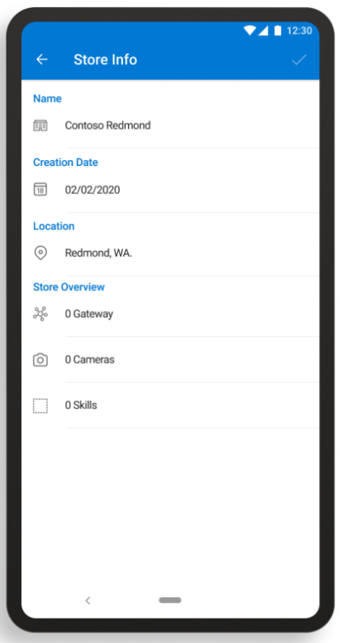 12:30
Store Info
Name
Contoso Redmond
Creation Date
18
02/02/2020
Location
Redmond, WA.
Store Overview
0 Gateway
0 Cameras
0 Skills